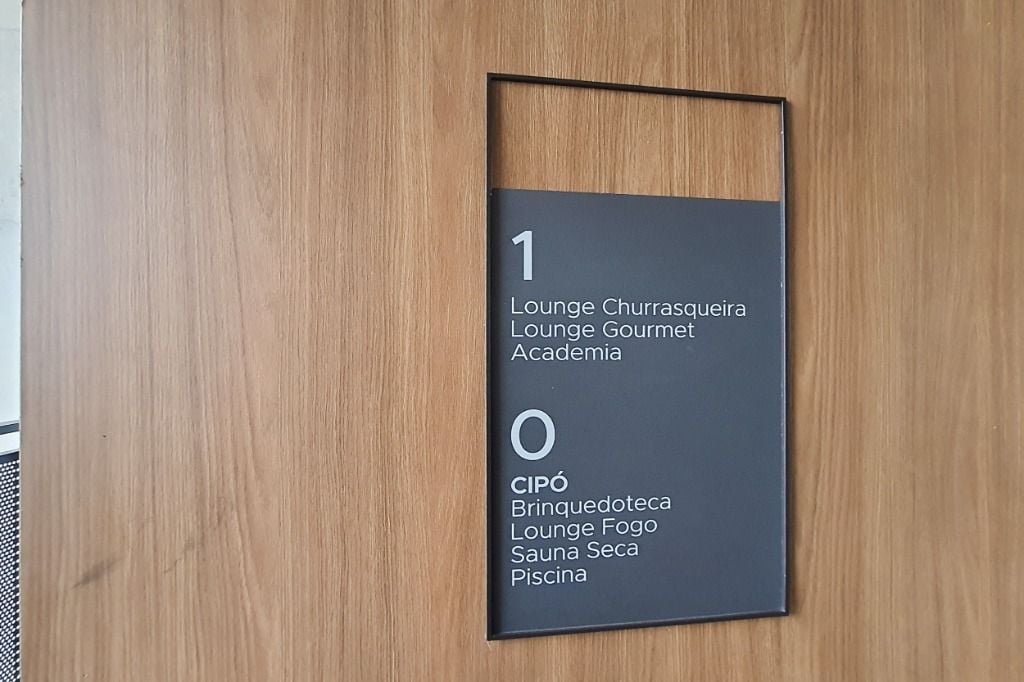 1
Lounge Churrasqueira
Lounge Gourmet
Academia
0
CIPÓ
Brinquedoteca
Lounge Fogo
Sauna Seca
Piscina